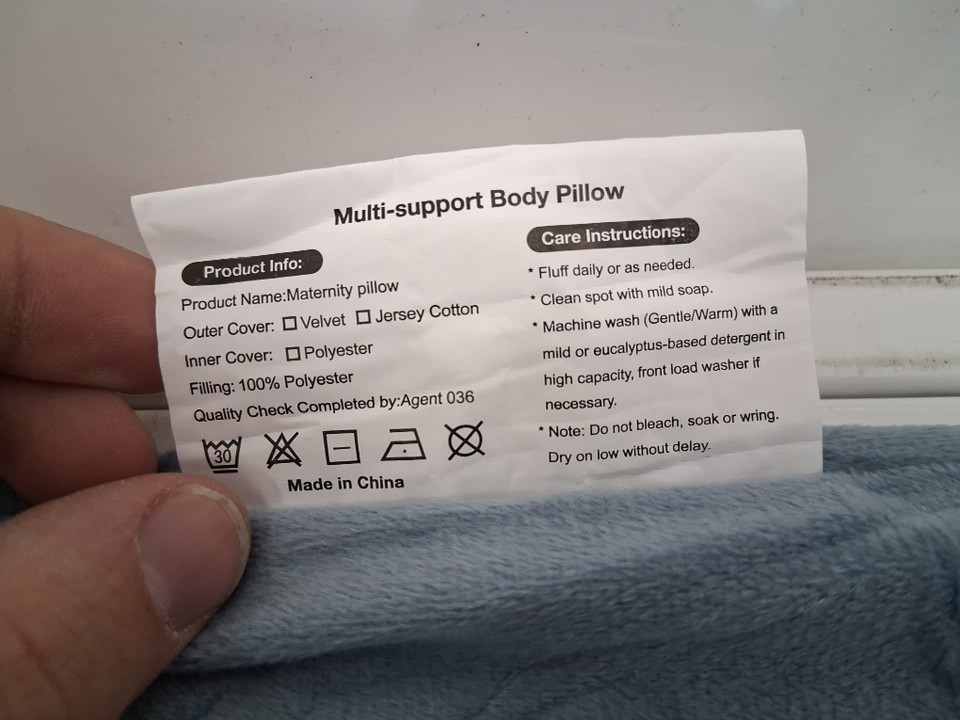 Multi-support Body Pillow
Product Info:
Product Name:Maternity pillow
Outer Cover: ☐ Velvet ☐ Jersey Cotton
Inner Cover: ☐ Polyester
Filling: 100% Polyester
Quality Check Completed by:Agent 036
30
Made in China
Care Instructions:
* Fluff daily or as needed.
* Clean spot with mild soap.
* Machine wash (Gentle/Warm) with a
mild or eucalyptus-based detergent in
high capacity, front load washer if
necessary.
* Note: Do not bleach, soak or wring.
Dry on low without delay.